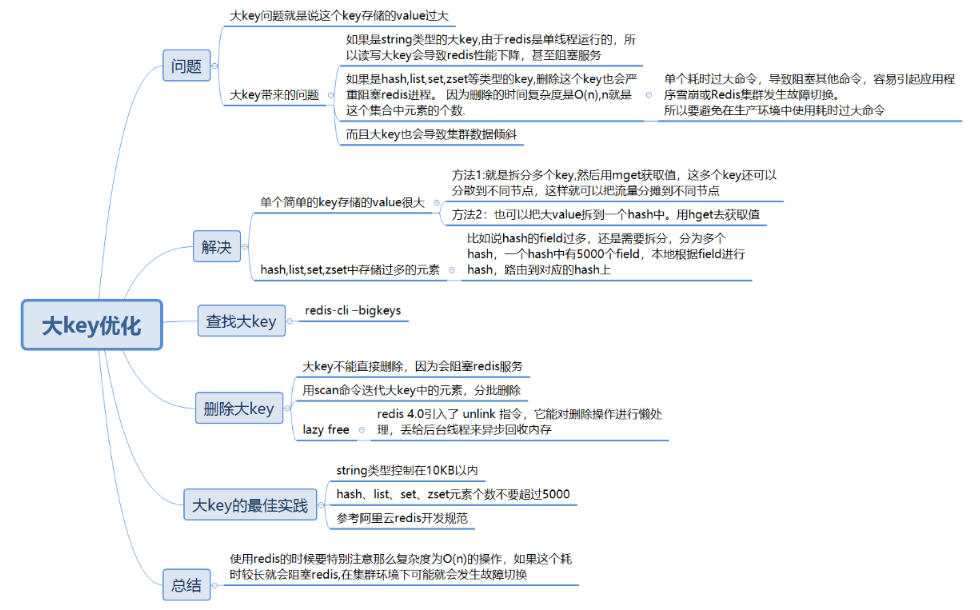 大key优化
问题
大key问题就是说这个key存储的value过大
大key带来的问题
如果是string类型的大key,由于redis是单线程运行的，所
以读写大key会导致redis性能下降，甚至阻塞服务
如果是hash,list,set,zset等类型的key,删除这个key也会严
重阻塞redis进程。 因为删除的时间复杂度是O(n),n就是
这个集合中元素的个数.
单个耗时过大命令，导致阻塞其他命令，容易引起应用程
序雪崩或Redis集群发生故障切换。
所以要避免在生产环境中使用耗时过大命令
而且大key也会导致集群数据倾斜
解决
单个简单的key存储的value很大
方法1:就是拆分多个key,然后用mget获取值，这多个key还可以
分散到不同节点，这样就可以把流量分摊到不同节点
方法2：也可以把大value拆到一个hash中。用hget去获取值
hash,list,set,zset中存储过多的元素
比如说hash的field过多，还是需要拆分，分为多个
hash，一个hash中有5000个field，本地根据field进行
hash，路由到对应的hash上
查找大key
redis-cli –bigkeys
删除大key
大key不能直接删除，因为会阻塞redis服务
用scan命令迭代大key中的元素，分批删除
lazy free
redis 4.0引入了 unlink 指令，它能对删除操作进行懒处
理，丢给后台线程来异步回收内存
大key的最佳实践
string类型控制在10KB以内
hash、list、set、zset元素个数不要超过5000
参考阿里云redis开发规范
总结
使用redis的时候要特别注意那么复杂度为O(n)的操作，如果这个耗
时较长就会阻塞redis,在集群环境下可能就会发生故障切换